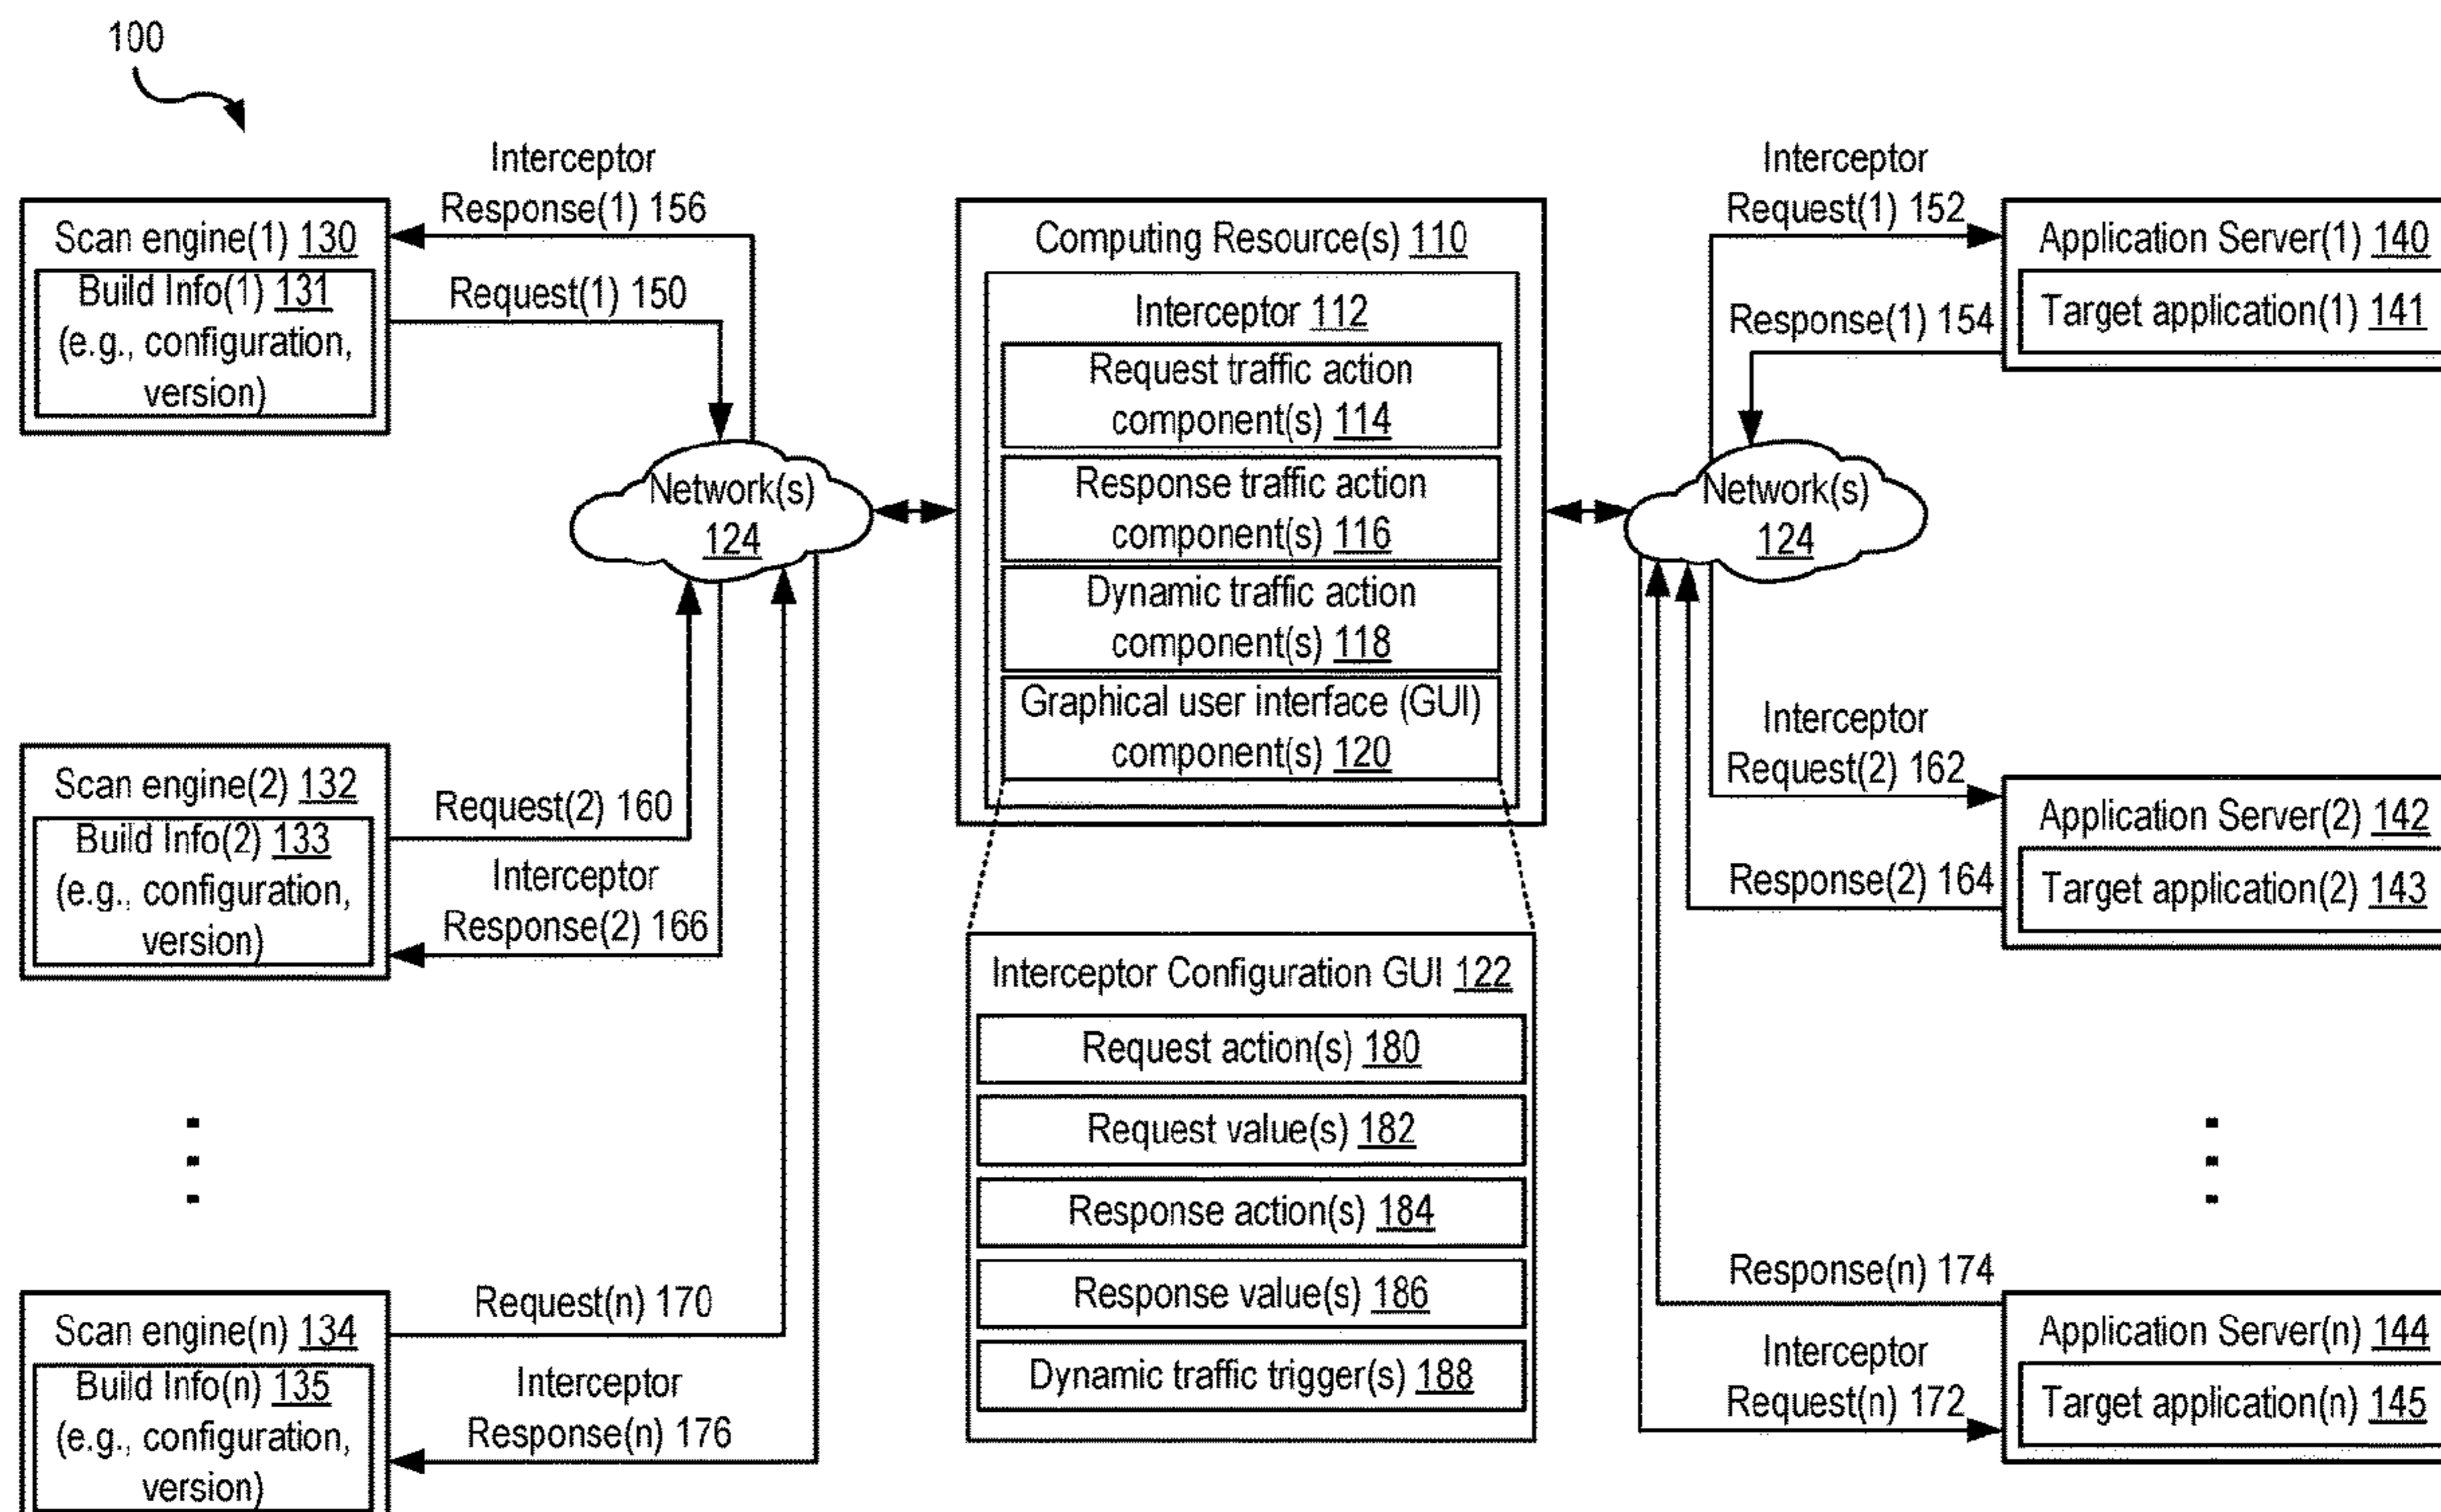 100
Interceptor
Response(1) 156
Request(1) 150
Scan engine(1) 130
Build Info(1) 131
(e.g., configuration,
version)
Network(s)
124
Scan engine(2) 132
Build Info(2) 133
(e.g., configuration,
version)
Request(2) 160
Interceptor
Response(2) 166
Scan engine(n) 134
Build Info(n) 135
(e.g., configuration,
version)
Request(n) 170
Interceptor
Response(n) 176
Computing Resource(s) 110
Interceptor 112
Request traffic action
component(s) 114
Response traffic action
component(s) 116
Dynamic traffic action
component(s) 118
Graphical user interface (GUI)
component(s) 120
Interceptor Configuration GUI 122
Request action(s) 180
Request value(s) 182
Response action(s) 184
Response value(s) 186
Dynamic traffic trigger(s) 188
Interceptor
Request(1) 152
Response(1) 154
Application Server(1) 140
Target application(1) 141
Network(s)
124
Interceptor
Request(2) 162
Response(2) 164
Application Server(2) 142
Target application(2) 143
Response(n) 174
Interceptor
Request(n) 172
Application Server(n) 144
Target application(n) 145